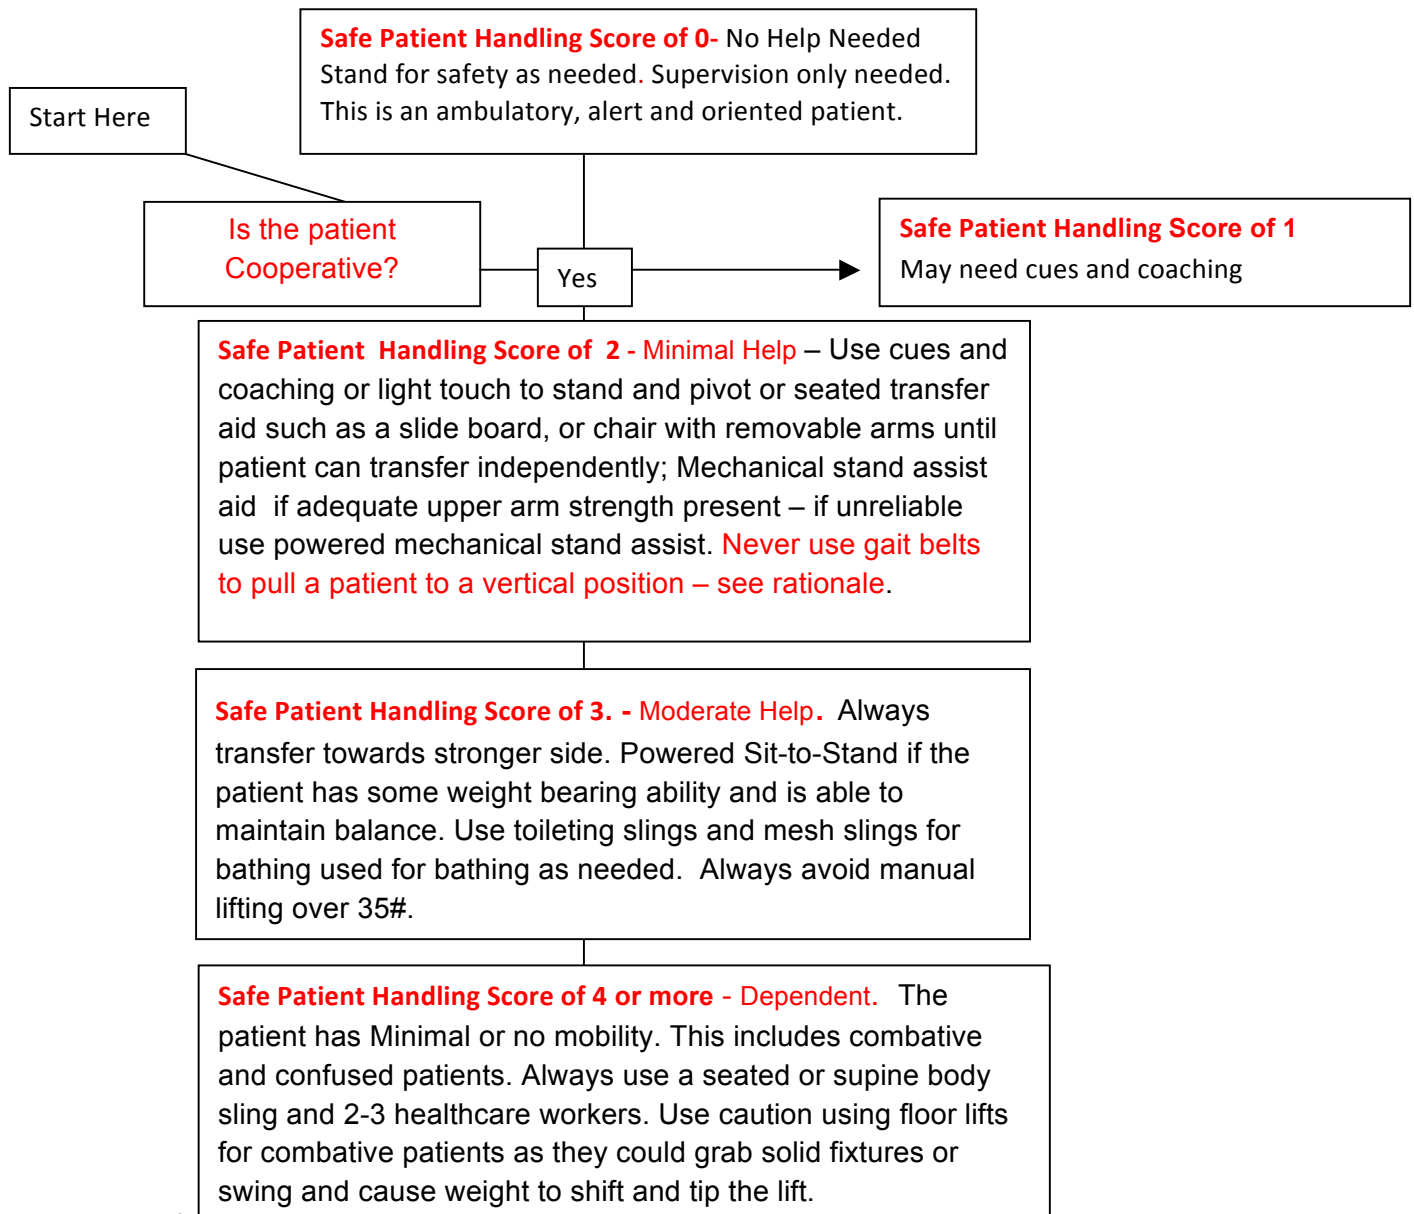 Safe Patient Handling Score of 0- No Help Needed
Stand for safety as needed. Supervision only needed.
This is an ambulatory, alert and oriented patient.
Start Here
Is the patient
Cooperative?
Yes
Safe Patient Handling Score of 1
May need cues and coaching
Safe Patient Handling Score of 2 - Minimal Help – Use cues and
coaching or light touch to stand and pivot or seated transfer
aid such as a slide board, or chair with removable arms until
patient can transfer independently; Mechanical stand assist
aid if adequate upper arm strength present – if unreliable
use powered mechanical stand assist. Never use gait belts
to pull a patient to a vertical position – see rationale.
Safe Patient Handling Score of 3. - Moderate Help. Always
transfer towards stronger side. Powered Sit-to-Stand if the
patient has some weight bearing ability and is able to
maintain balance. Use toileting slings and mesh slings for
bathing used for bathing as needed. Always avoid manual
lifting over 35#.
Safe Patient Handling Score of 4 or more - Dependent. The
patient has Minimal or no mobility. This includes combative
and confused patients. Always use a seated or supine body
sling and 2-3 healthcare workers. Use caution using floor lifts
for combative patients as they could grab solid fixtures or
swing and cause weight to shift and tip the lift.